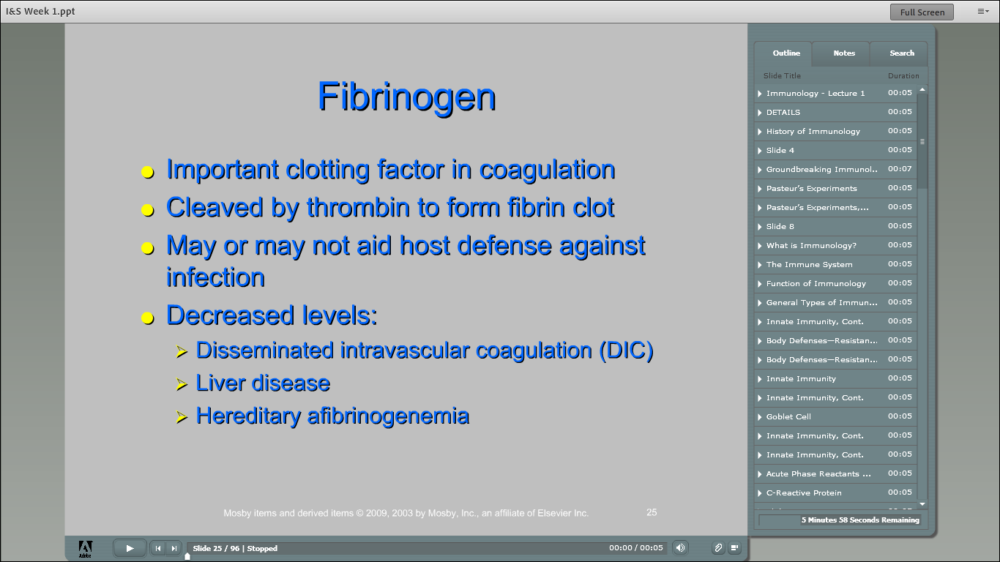 I&S Week 1.ppt
Full Screen
Fibrinogen
Important clotting factor in coagulation
Cleaved by thrombin to form fibrin clot
May or may not aid host defense against
infection
Decreased levels:
Disseminated intravascular coagulation (DIC)
Liver disease
Hereditary afibrinogenemia
Mosby items and derived items © 2009, 2003 by Mosby, Inc., an affiliate of Elsevier Inc. 25
Outline Notes Search
Slide Title Duration
Immunology - Lecture 1 00:05
DETAILS 00:05
History of Immunology 00:05
Slide 4 00:05
Groundbreaking Immunol.. 00:07
Pasteur’s Experiments 00:05
Pasteur’s Experiments,... 00:05
Slide 8 00:05
What is Immunology? 00:05
The Immune System 00:05
Function of Immunology 00:05
General Types of Immun... 00:05
Innate Immunity, Cont. 00:05
Body Defenses—Resistan... 00:05
Body Defenses—Resistan... 00:05
Innate Immunity 00:05
Innate Immunity, Cont. 00:05
Goblet Cell 00:05
Innate Immunity, Cont. 00:05
Innate Immunity, Cont. 00:05
Acute Phase Reactants ... 00:05
C-Reactive Protein 00:05
5 Minutes 58 Seconds Remaining
Adobe
Slide 25 / 96 | Stopped 00:00 / 00:05